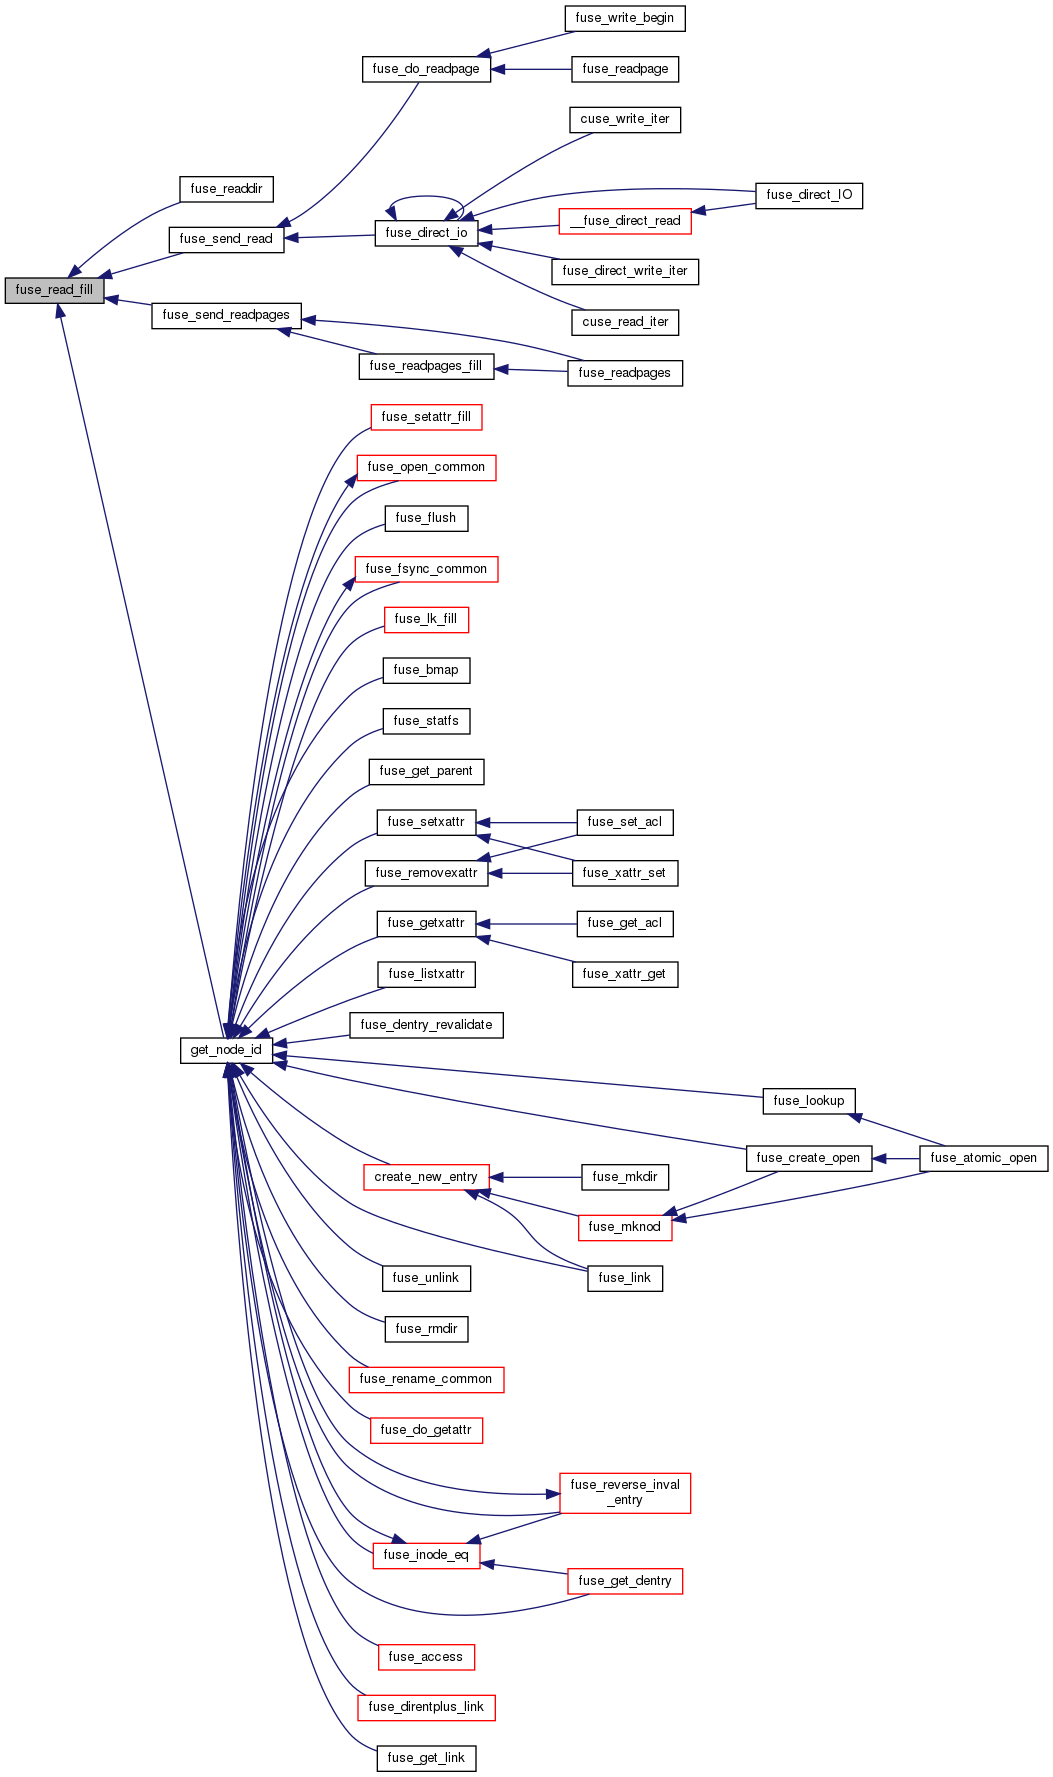 fuse_write_begin
fuse_do_readpage
fuse_readpage
cuse_write_iter
fuse_readdir
fuse_direct_IO
__fuse_direct_read
fuse_send_read
fuse_direct_io
fuse_direct_write_iter
fuse_read_fill
fuse_send_readpages
cuse_read_iter
fuse_readpages_fill
fuse_readpages
fuse_setattr_fill
fuse_open_common
fuse_flush
fuse_fsync_common
fuse_lk_fill
fuse_bmap
fuse_statfs
fuse_get_parent
fuse_setxattr
fuse_set_acl
fuse_removexattr
fuse_xattr_set
fuse_getxattr
fuse_get_acl
fuse_listxattr
fuse_xattr_get
fuse_dentry_revalidate
get_node_id
fuse_lookup
fuse_create_open
fuse_atomic_open
create_new_entry
fuse_mkdir
fuse_mknod
fuse_unlink
fuse_link
fuse_rmdir
fuse_rename_common
fuse_do_getattr
fuse_reverse_inval
_entry
fuse_inode_eq
fuse_get_dentry
fuse_access
fuse_direntplus_link
fuse_get_link